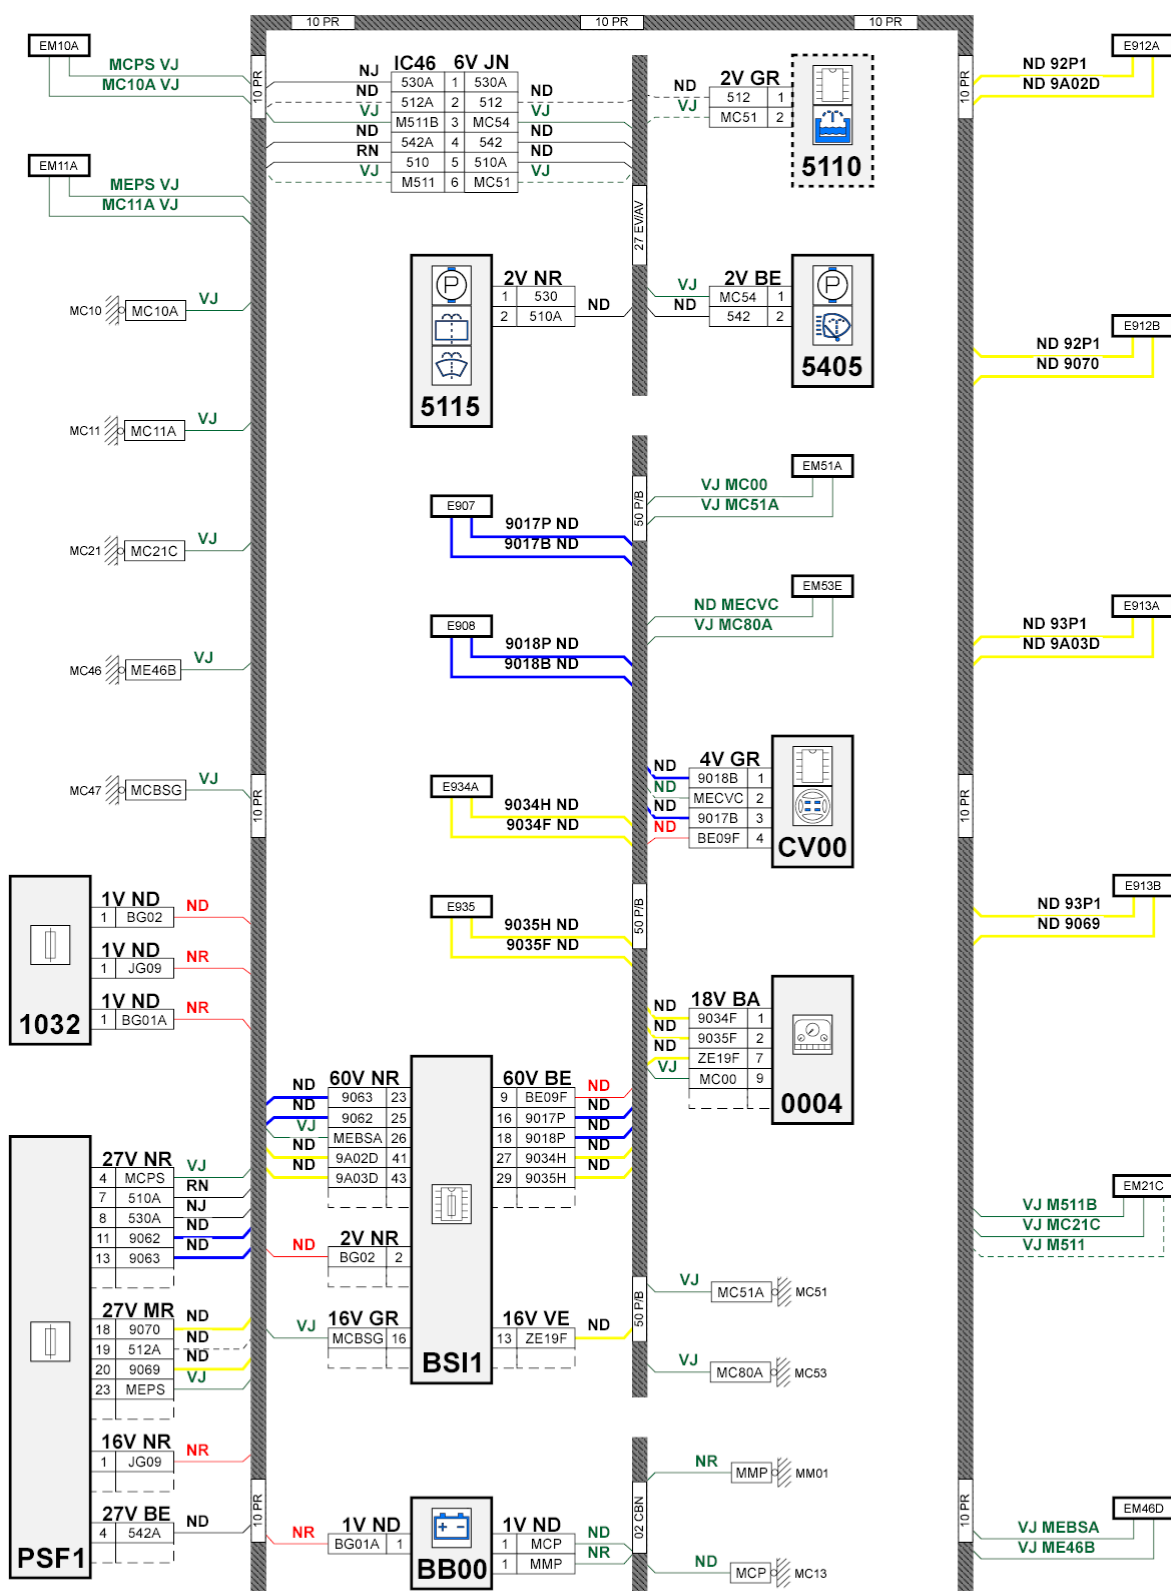 10 PR
10 PR
10 PR
EM10A
MCPS VJ
MC10A VJ
10 PR
EM11A
MEPS VJ
MC11A VJ
MC10 MC10A VJ
MC11 MC11A VJ
MC21 MC21C VJ
MC46 ME46B VJ
MC47 MCBSG VJ
10 PR
1032
1V ND
1 BG02 ND
1V ND
1 JG09 NR
1V ND
1 BG01A NR
PSF1
27V NR
4 MCPS VJ
7 510A RN
8 530A NJ
11 9062 ND
13 9063 ND
27V MR
18 9070 ND
19 512A ND
20 9069 ND
23 MEPS VJ
16V NR
1 JG09 NR
27V BE
4 542A ND
10 PR
IC46 6V JN
NJ 530A 1 530A
ND 512A 2 512 ND
VJ M511B 3 MC54 VJ
ND 542A 4 542 ND
RN 510 5 510A ND
VJ M511 6 MC51 VJ
5115
2V NR
1 530
2 510A ND
E907
9017P ND
9017B ND
E908
9018P ND
9018B ND
E934A
9034H ND
9034F ND
E935
9035H ND
9035F ND
BSI1
60V NR
ND 9063 23
ND 9062 25
VJ MEBSA 26
ND 9A02D 41
ND 9A03D 43
2V NR
ND BG02 2
16V GR
VJ MCBSG 16
60V BE
9 BE09F ND
16 9017P ND
18 9018P ND
27 9034H ND
29 9035H ND
16V VE
13 ZE19F ND
BB00
1V ND
NR BG01A 1
1V ND
1 MCP ND
1 MMP NR
27 EV/AV
50 P/B
50 P/B
50 P/B
02 CBN
2V GR
ND 512 1
VJ MC51 2
5110
2V BE
VJ MC54 1
ND 542 2
5405
EM51A
VJ MC00
VJ MC51A
EM53E
ND MECVC
VJ MC80A
4V GR
ND 9018B 1
ND MECVC 2
ND 9017B 3
ND BE09F 4
CV00
18V BA
ND 9034F 1
ND 9035F 2
ND ZE19F 7
VJ MC00 9
0004
VJ MC51A MC51
VJ MC80A MC53
NR MMP MM01
ND MCP MC13
10 PR
10 PR
10 PR
E912A
ND 92P1
ND 9A02D
E912B
ND 92P1
ND 9070
E913A
ND 93P1
ND 9A03D
E913B
ND 93P1
ND 9069
EM21C
VJ M511B
VJ MC21C
VJ M511
EM46D
VJ MEBSA
VJ ME46B